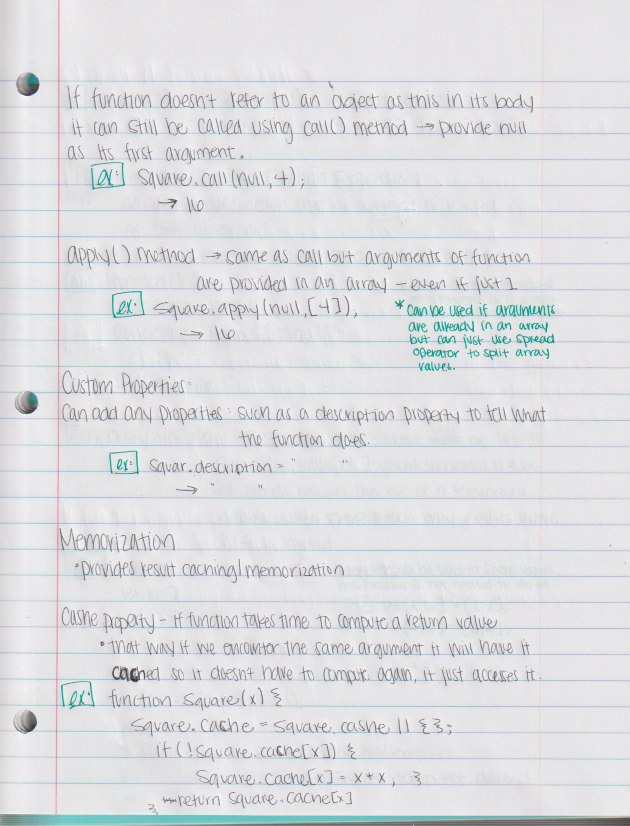 If function doesn't refer to an object as this in its body
it can still be called using call() method → provide null
as its first argument.
ex: Square.call(null, 4);
→ 16
apply() method → same as call but arguments of function
are provided in an array – even if just 1
ex: Square.apply(null, [4]),
→ 16
* can be used if arguments
are already in an array
but can just use spread
operator to split array
values.
Custom Properties:
Can add any properties: such as a description property to tell what
the function does.
ex: Squar.description = "       "
→ "       "
Memorization
• provides result caching/memorization
Cashe property – if function takes time to compute a return value
• that way if we encounter the same argument it will have it
cached so it doesn't have to compute again, it just accesses it.
ex: function Square(x) {
Square.cashe = square.cashe || {};
if (!square.cache[x]) {
Square.cache[x] = x*x; }
return square.cache[x]
}